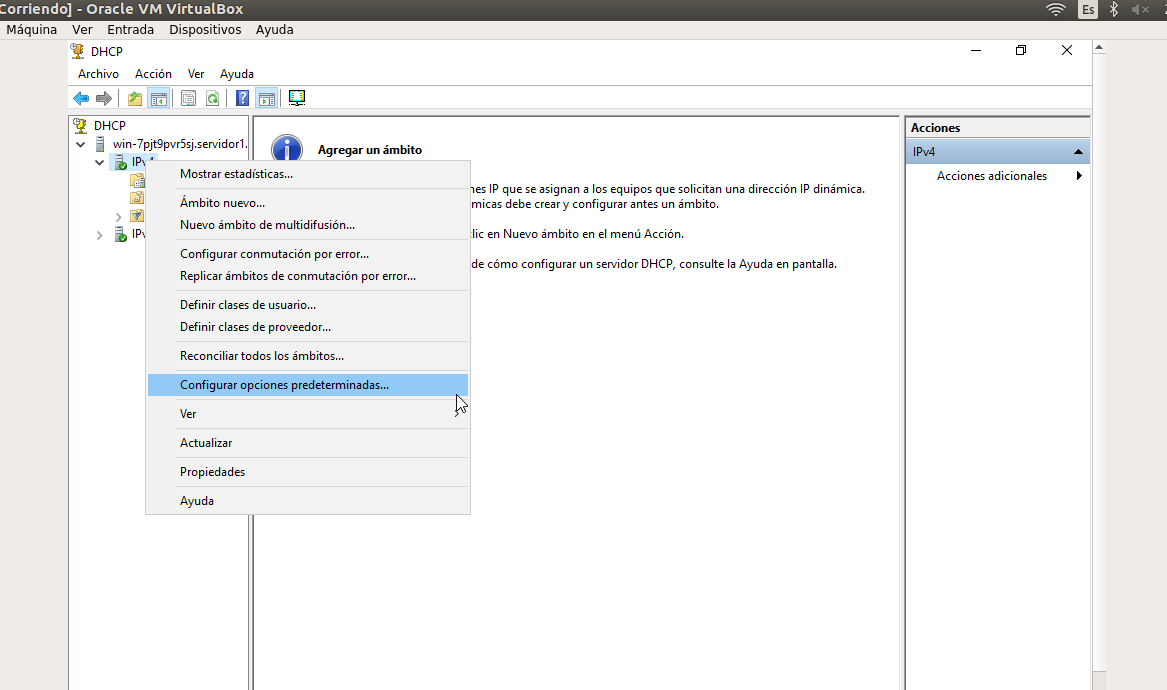 Corriendo] - Oracle VM VirtualBox
Es
Máquina Ver Entrada Dispositivos Ayuda
DHCP
Archivo Acción Ver Ayuda
DHCP
win-7pjt9pvr5sj.servidor1.
IPv4
Agregar un ámbito
nes IP que se asignan a los equipos que solicitan una dirección IP dinámica.
micas debe crear y configurar antes un ámbito.
lic en Nuevo ámbito en el menú Acción.
de cómo configurar un servidor DHCP, consulte la Ayuda en pantalla.
IPv
Mostrar estadísticas...
Ámbito nuevo...
Nuevo ámbito de multidifusión...
Configurar conmutación por error...
Replicar ámbitos de conmutación por error...
Definir clases de usuario...
Definir clases de proveedor...
Reconciliar todos los ámbitos...
Configurar opciones predeterminadas...
Ver
Actualizar
Propiedades
Ayuda
Acciones
IPv4
Acciones adicionales